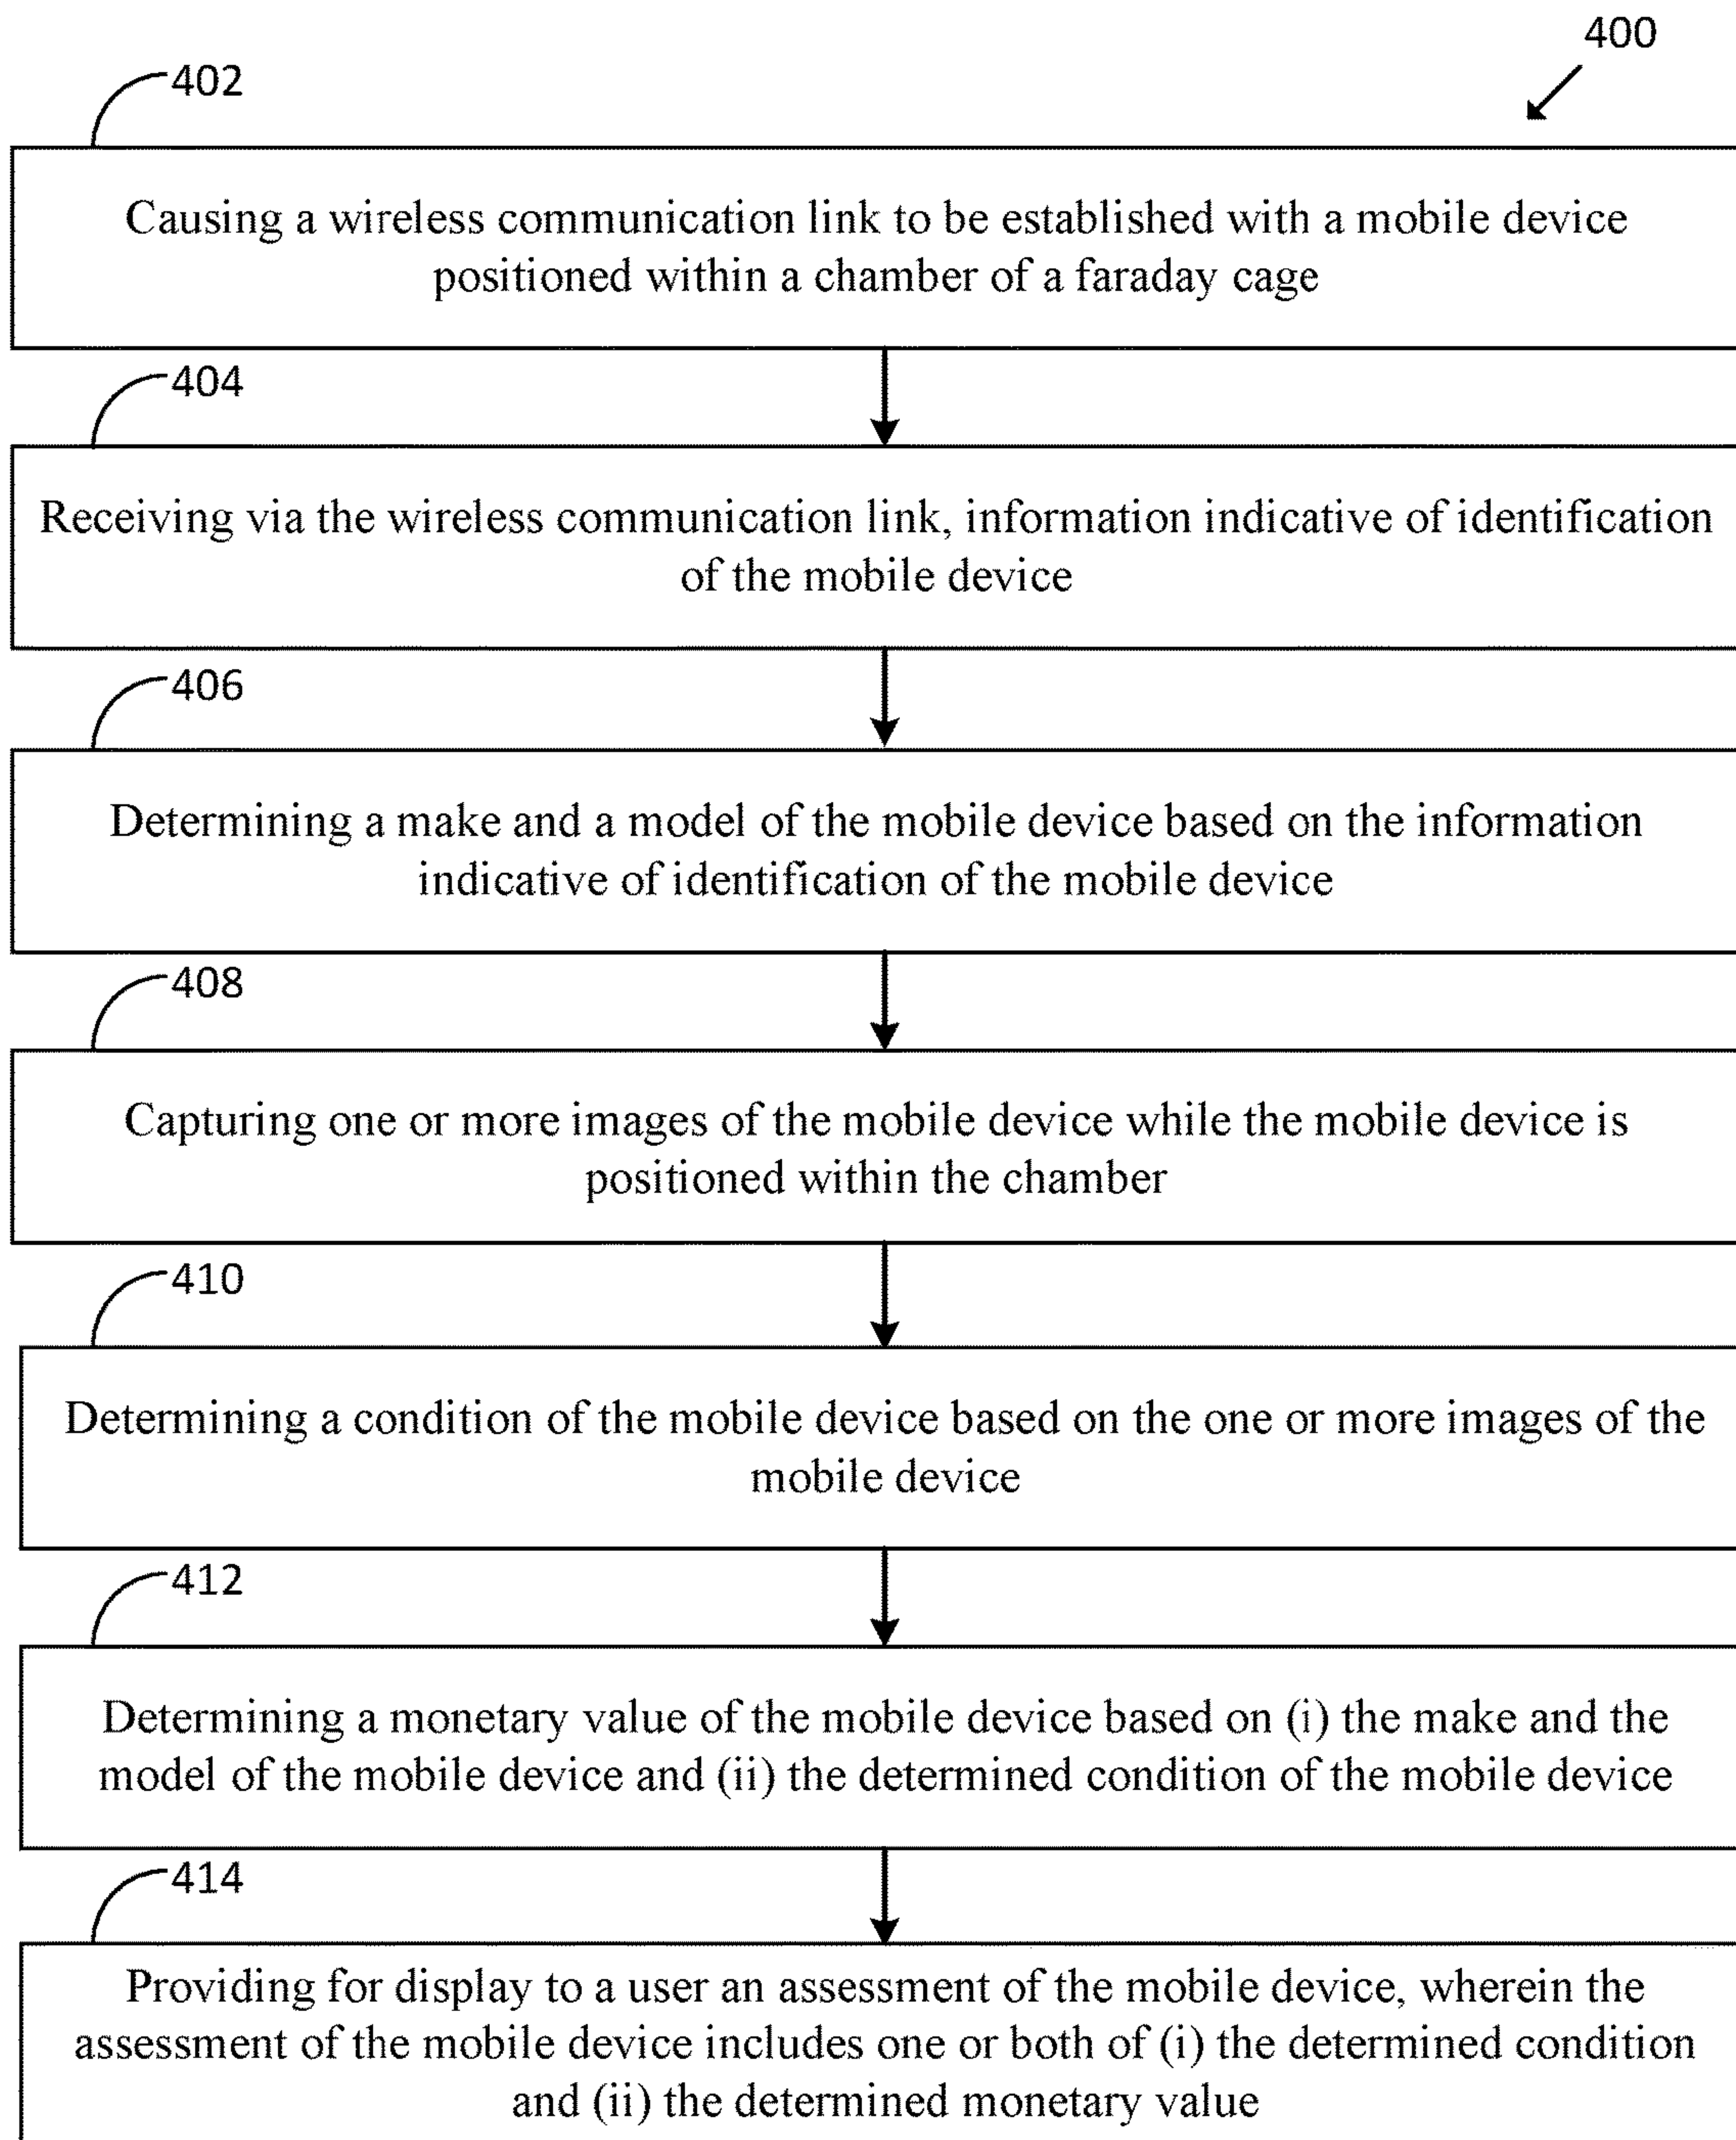 400
402
Causing a wireless communication link to be established with a mobile device
positioned within a chamber of a faraday cage
404
Receiving via the wireless communication link, information indicative of identification
of the mobile device
406
Determining a make and a model of the mobile device based on the information
indicative of identification of the mobile device
408
Capturing one or more images of the mobile device while the mobile device is
positioned within the chamber
410
Determining a condition of the mobile device based on the one or more images of the
mobile device
412
Determining a monetary value of the mobile device based on (i) the make and the
model of the mobile device and (ii) the determined condition of the mobile device
414
Providing for display to a user an assessment of the mobile device, wherein the
assessment of the mobile device includes one or both of (i) the determined condition
and (ii) the determined monetary value